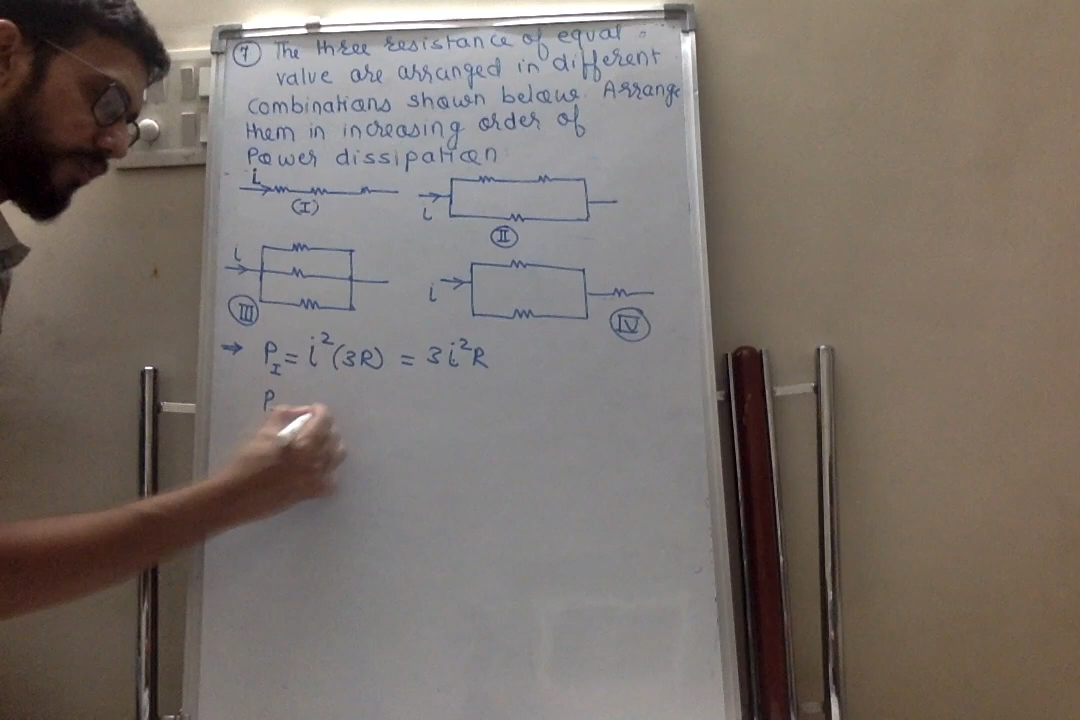 7 The three resistance of equal
value are arranged in different
combinations shown below. Arrange
them in increasing order of
Power dissipation
i
(I)
i
II
i
III
i
IV
→ P_I = i²(3R) = 3i²R
P